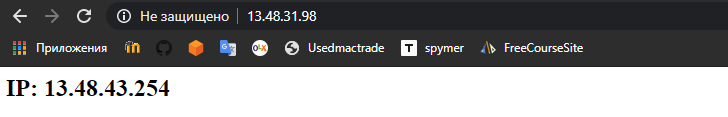 Не защищено 13.48.31.98
Приложения Usedmactrade T spymer FreeCourseSite
IP: 13.48.43.254